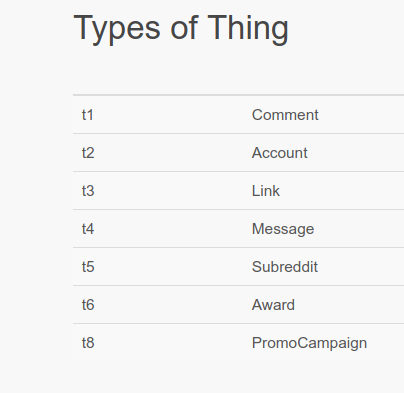 Types of Thing
t1 Comment
t2 Account
t3 Link
t4 Message
t5 Subreddit
t6 Award
t8 PromoCampaign